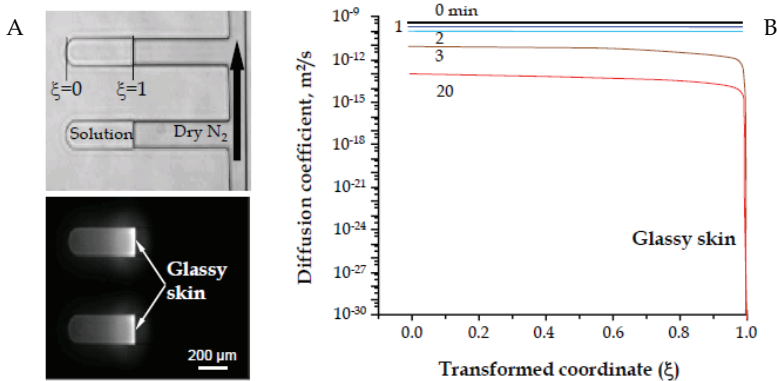 A
ξ=0
ξ=1
Solution
Dry N₂
Glassy
skin
200 µm
B
Diffusion coefficient, m²/s
10⁻⁹
10⁻¹²
10⁻¹⁵
10⁻¹⁸
10⁻²¹
10⁻²⁴
10⁻²⁷
10⁻³⁰
0 min
1
2
3
20
Glassy skin
0.0
0.2
0.4
0.6
0.8
1.0
Transformed coordinate (ξ)